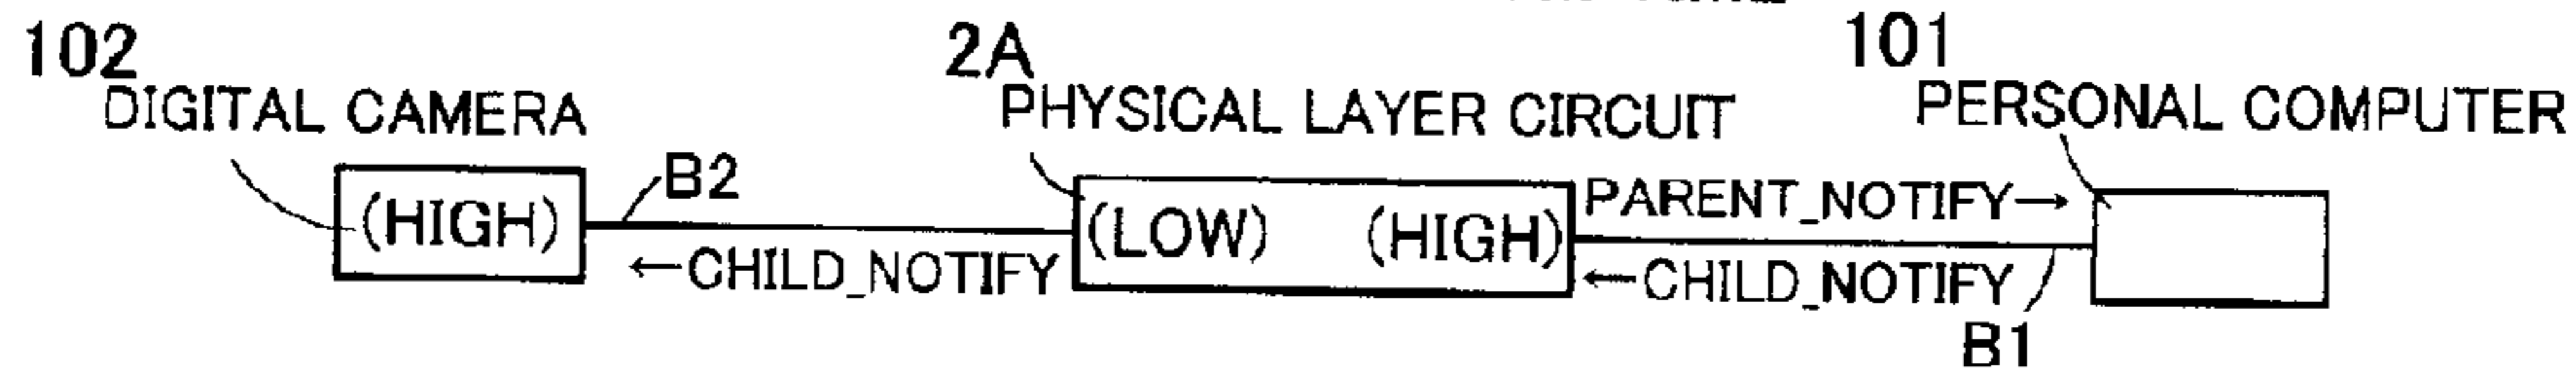 102
DIGITAL CAMERA
2A
PHYSICAL LAYER CIRCUIT
101
PERSONAL COMPUTER
(HIGH)
B2
←CHILD_NOTIFY
(LOW) (HIGH)
PARENT_NOTIFY→
←CHILD_NOTIFY
B1